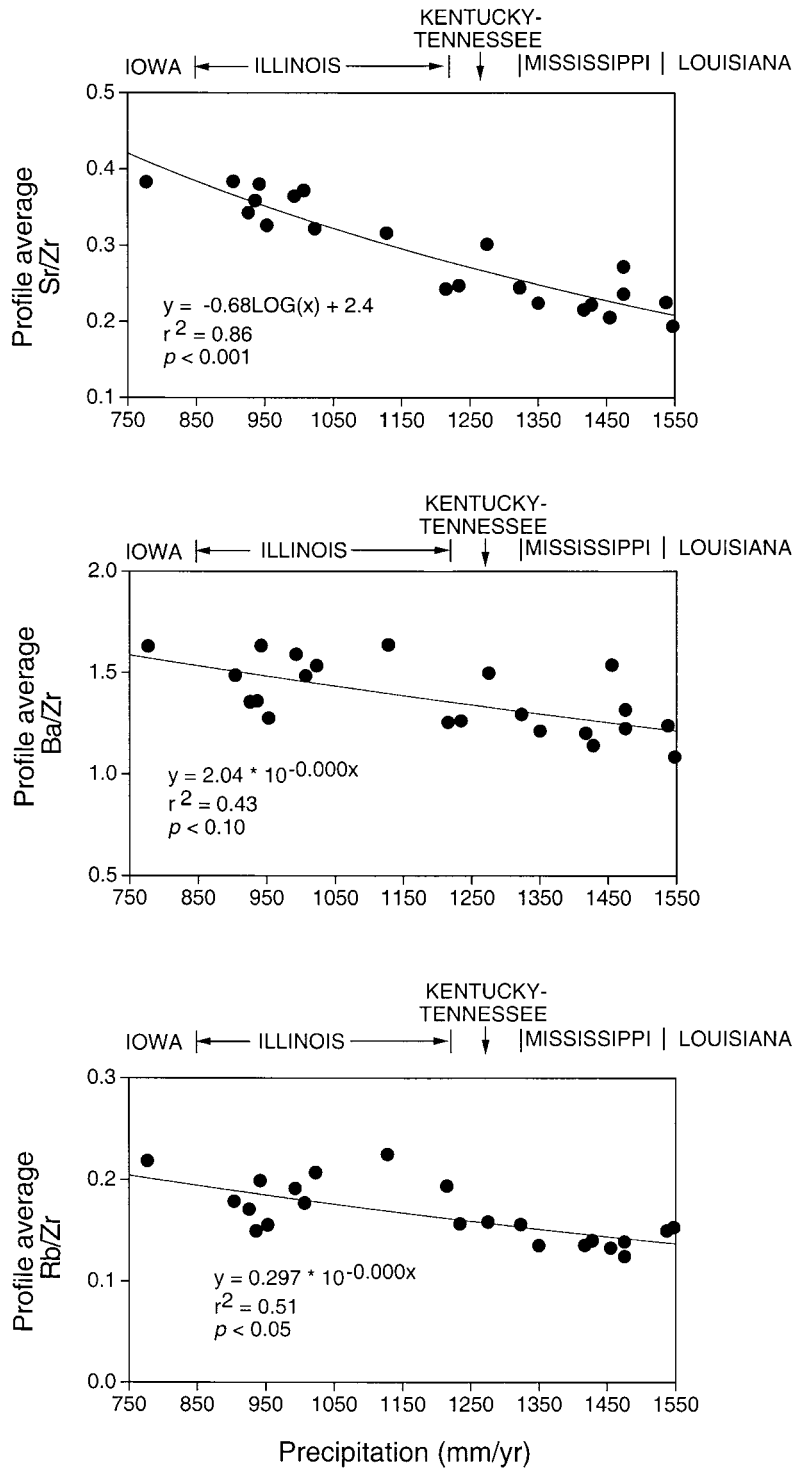 KENTUCKY-
TENNESSEE
IOWA ILLINOIS MISSISSIPPI LOUISIANA
0.5
0.4
0.3
0.2
0.1
Profile average
Sr/Zr
y = -0.68LOG(x) + 2.4
r 2 = 0.86
p < 0.001
750 850 950 1050 1150 1250 1350 1450 1550
KENTUCKY-
TENNESSEE
IOWA ILLINOIS MISSISSIPPI LOUISIANA
2.0
1.5
1.0
0.5
Profile average
Ba/Zr
y = 2.04 * 10-0.000x
r 2 = 0.43
p < 0.10
750 850 950 1050 1150 1250 1350 1450 1550
KENTUCKY-
TENNESSEE
IOWA ILLINOIS MISSISSIPPI LOUISIANA
0.3
0.2
0.1
0.0
Profile average
Rb/Zr
y = 0.297 * 10-0.000x
r 2 = 0.51
p < 0.05
750 850 950 1050 1150 1250 1350 1450 1550
Precipitation (mm/yr)